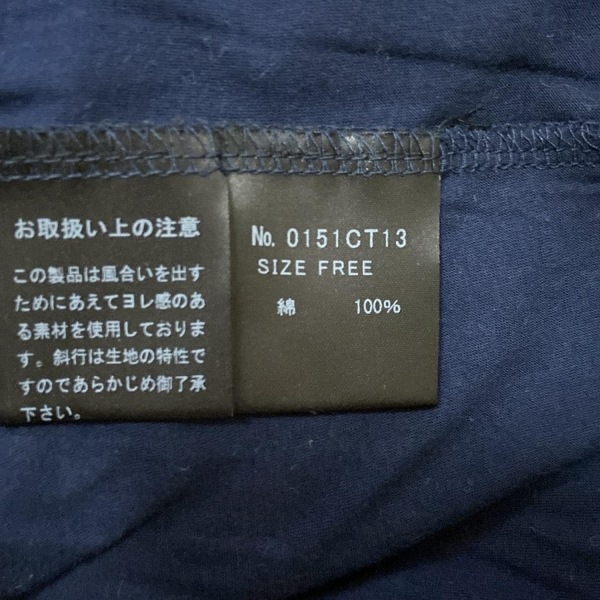 お取扱い上の注意
この製品は風合いを出す
ためにあえてヨレ感のあ
る素材を使用しておりま
す。斜行は生地の特性で
すのであらかじめ御了承
下さい。
No. 0151CT13
SIZE FREE
綿 100%